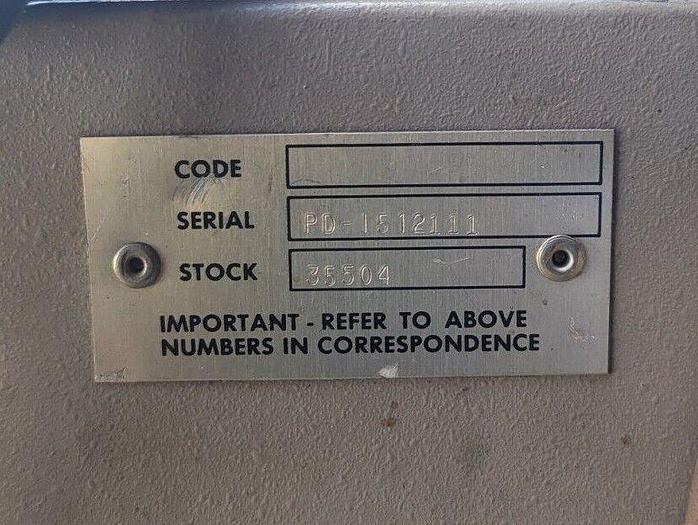 CODE
SERIAL PD-1512111
STOCK 35504
IMPORTANT - REFER TO ABOVE
NUMBERS IN CORRESPONDENCE